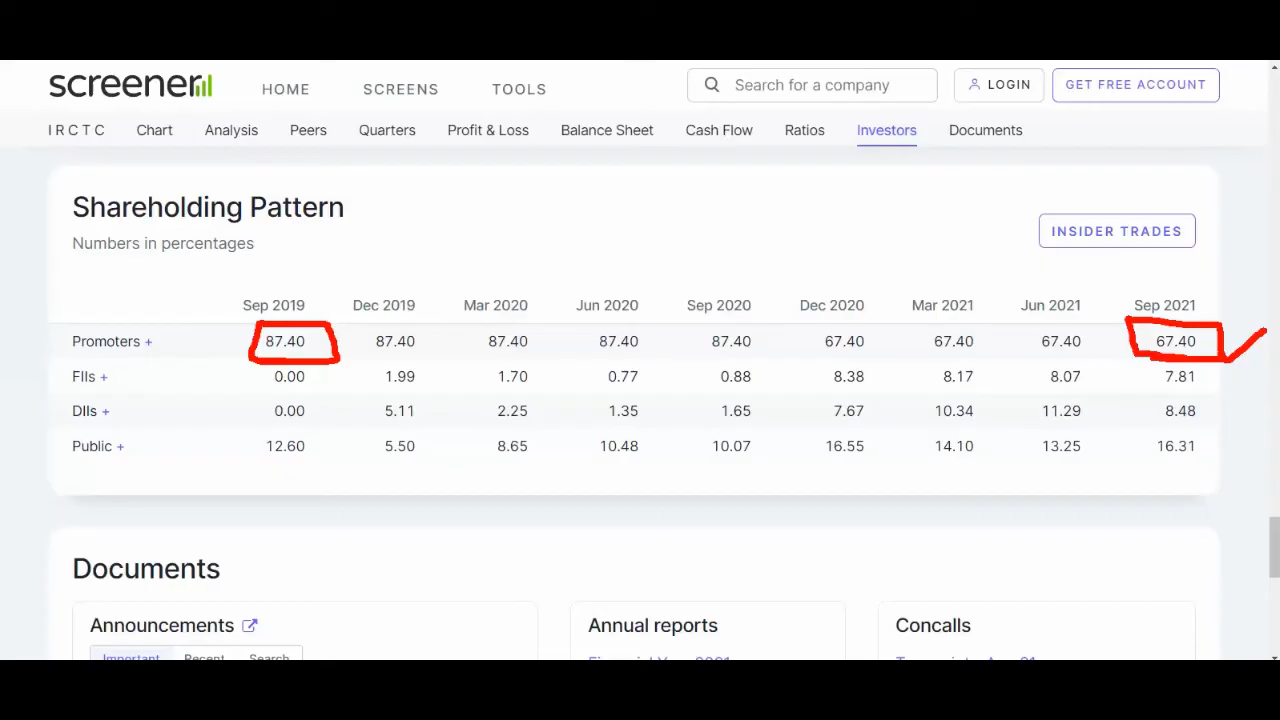 screener HOME SCREENS TOOLS Search for a company LOGIN GET FREE ACCOUNT
IRCTC Chart Analysis Peers Quarters Profit & Loss Balance Sheet Cash Flow Ratios Investors Documents
Shareholding Pattern
Numbers in percentages
INSIDER TRADES
Sep 2019 Dec 2019 Mar 2020 Jun 2020 Sep 2020 Dec 2020 Mar 2021 Jun 2021 Sep 2021
Promoters + 87.40 87.40 87.40 87.40 87.40 67.40 67.40 67.40 67.40
FIIs + 0.00 1.99 1.70 0.77 0.88 8.38 8.17 8.07 7.81
DIIs + 0.00 5.11 2.25 1.35 1.65 7.67 10.34 11.29 8.48
Public + 12.60 5.50 8.65 10.48 10.07 16.55 14.10 13.25 16.31
Documents
Announcements Annual reports Concalls
Important Recent Search